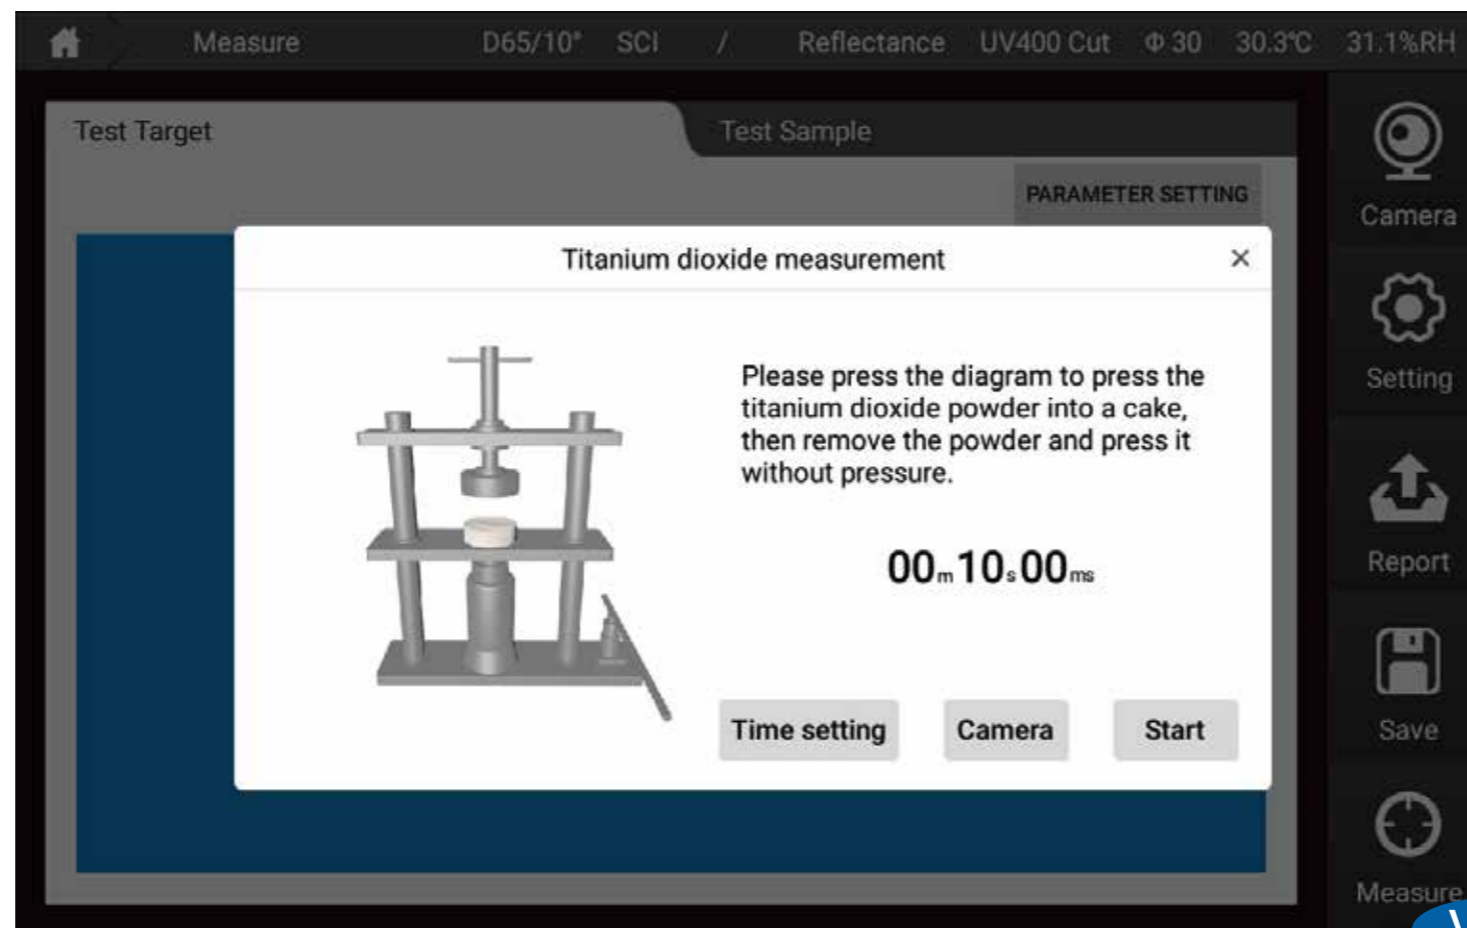 Measure D65/10° SCI / Reflectance UV400 Cut Φ 30 30.3℃ 31.1%RH
Test Target Test Sample
PARAMETER SETTING
Camera
Titanium dioxide measurement ×
Please press the diagram to press the
titanium dioxide powder into a cake,
then remove the powder and press it
without pressure.
00m10s00ms
Time setting Camera Start
Setting
Report
Save
Measure